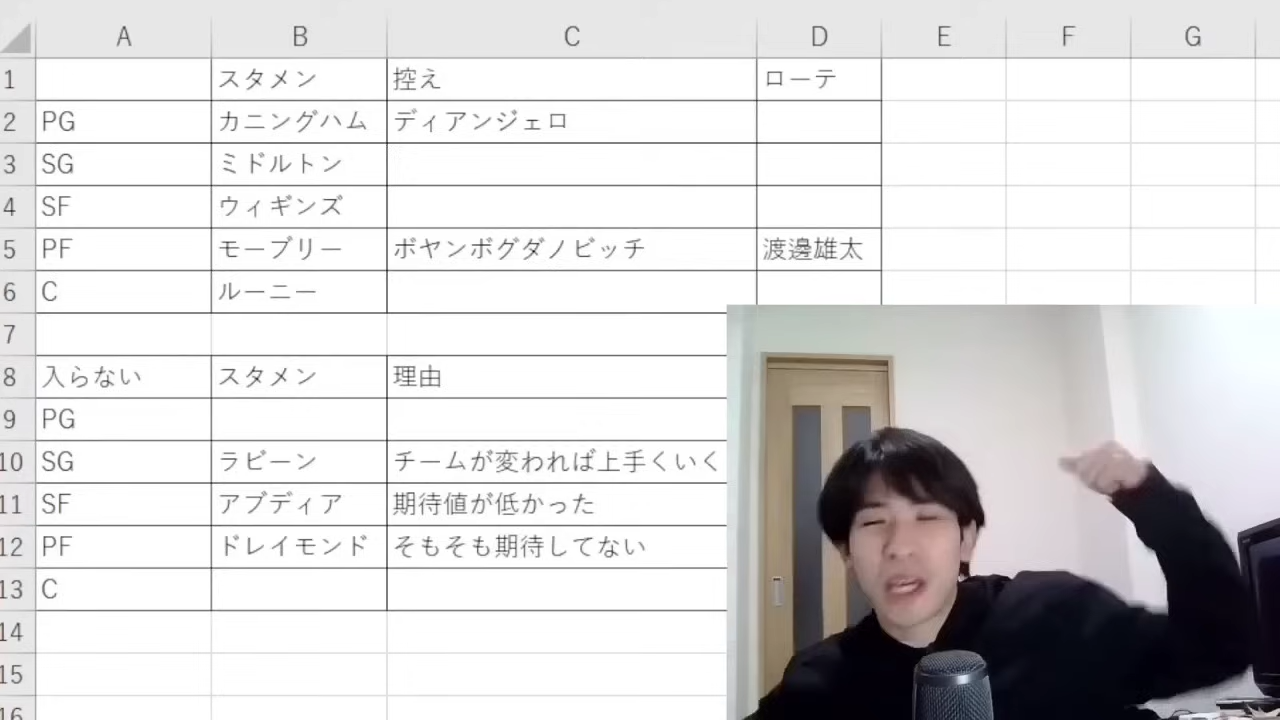 A B C D E F G
1 スタメン 控え ローテ
2 PG カニングハム ディアンジェロ
3 SG ミドルトン
4 SF ウィギンズ
5 PF モーブリー ボヤンボグダノビッチ 渡邊雄太
6 C ルーニー
7
8 入らない スタメン 理由
9 PG
10 SG ラビーン チームが変われば上手くいく
11 SF アブディア 期待値が低かった
12 PF ドレイモンド そもそも期待してない
13 C
14
15
16